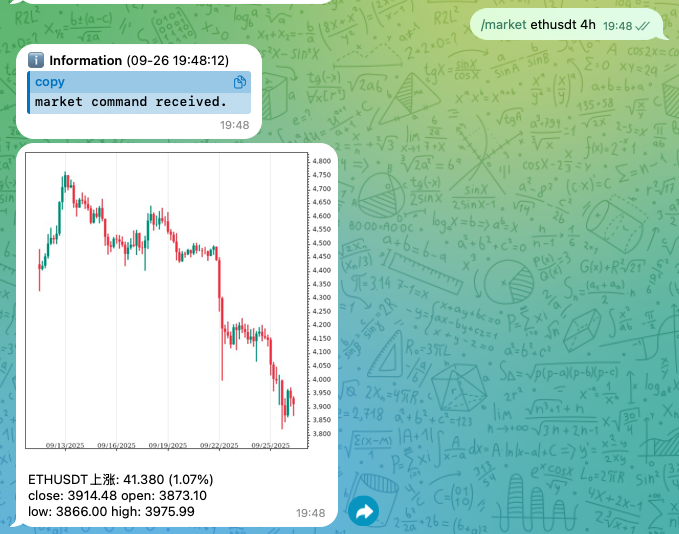 /market ethusdt 4h 19:48
Information (09-26 19:48:12)
copy
market command received.
19:48
4.800
4.750
4.700
4.650
4.600
4.550
4.500
4.450
4.400
4.350
4.300
4.250
4.200
4.150
4.100
4.050
4.000
3.950
3.900
3.850
3.800
09/13/2025 09/16/2025 09/19/2025 09/22/2025 09/25/2025
ETHUSDT上涨: 41.380 (1.07%)
close: 3914.48 open: 3873.10
low: 3866.00 high: 3975.99
19:48